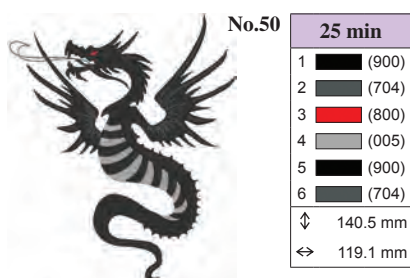 No.50
25 min
1 (900)
2 (704)
3 (800)
4 (005)
5 (900)
6 (704)
↕ 140.5 mm
↔ 119.1 mm